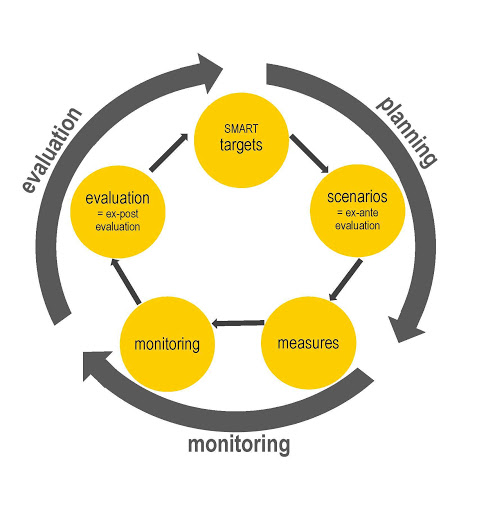 SMART
targets
planning
scenarios
= ex-ante
evaluation
measures
monitoring
monitoring
evaluation
= ex-post
evaluation
evaluation